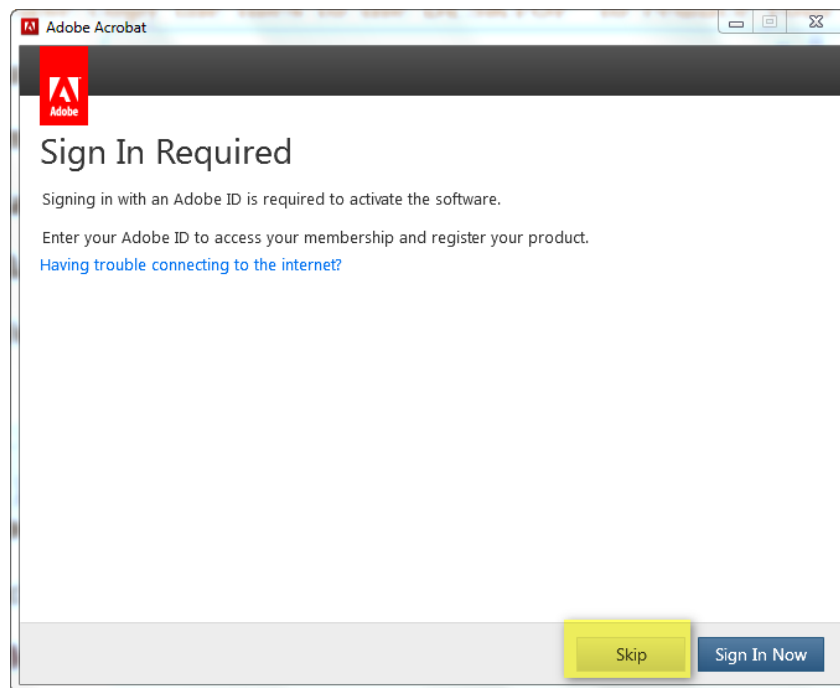 Adobe Acrobat
Adobe
Sign In Required
Signing in with an Adobe ID is required to activate the software.
Enter your Adobe ID to access your membership and register your product.
Having trouble connecting to the internet?
Skip
Sign In Now